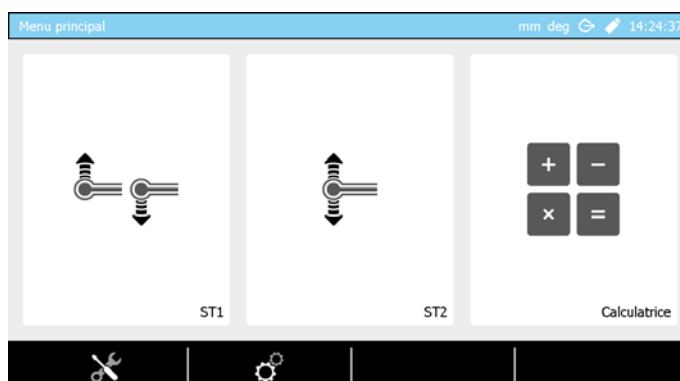 Menu principal
mm deg 14:24:37
ST1
ST2
Calculatrice